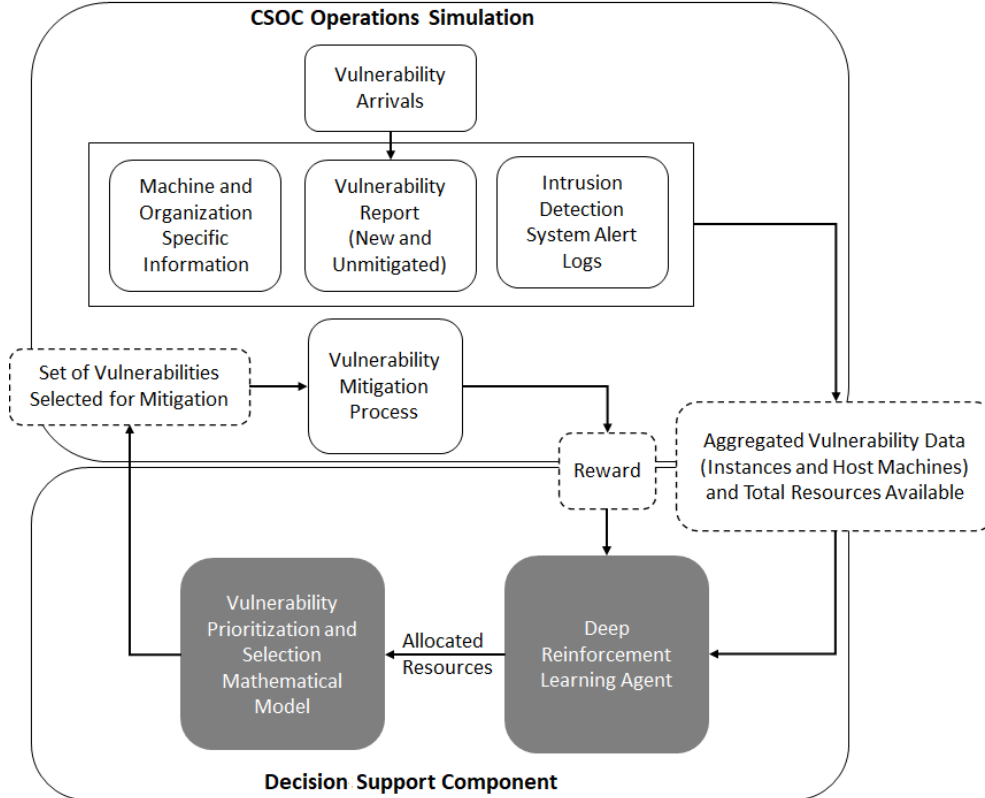 CSOC Operations Simulation
Vulnerability
Arrivals
Machine and
Organization
Specific
Information
Vulnerability
Report
(New and
Unmitigated)
Intrusion
Detection
System Alert
Logs
Set of Vulnerabilities
Selected for Mitigation
Vulnerability
Mitigation
Process
Reward
Aggregated Vulnerability Data
(Instances and Host Machines)
and Total Resources Available
Vulnerability
Prioritization and
Selection
Mathematical
Model
Allocated
Resources
Deep
Reinforcement
Learning Agent
Decision Support Component